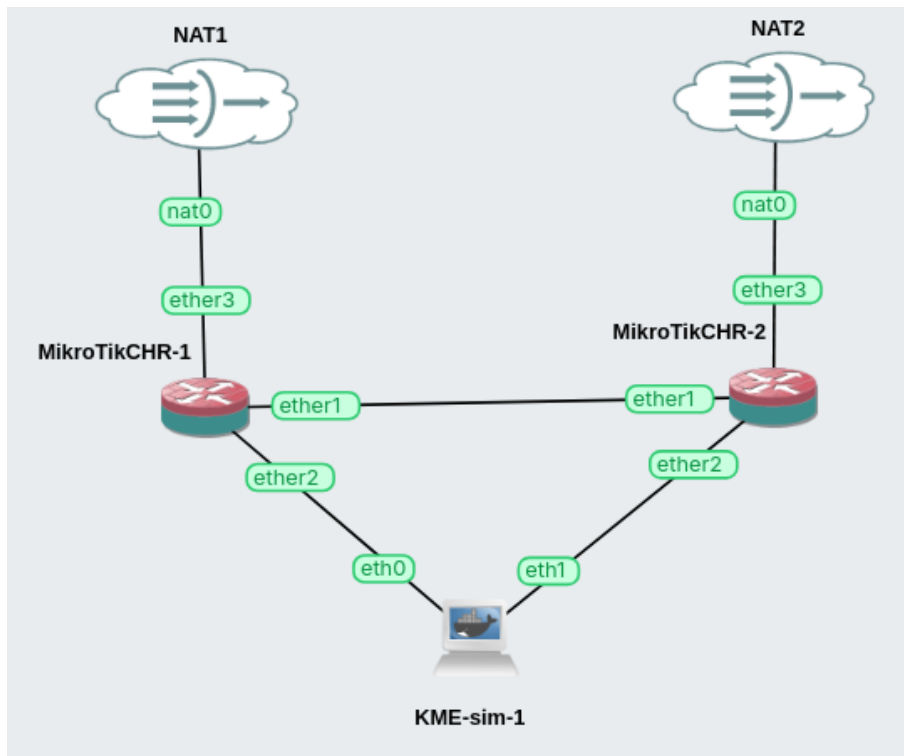 NAT1
NAT2
nat0
nat0
ether3
ether3
MikroTikCHR-1
MikroTikCHR-2
ether1
ether1
ether2
ether2
eth0
eth1
KME-sim-1